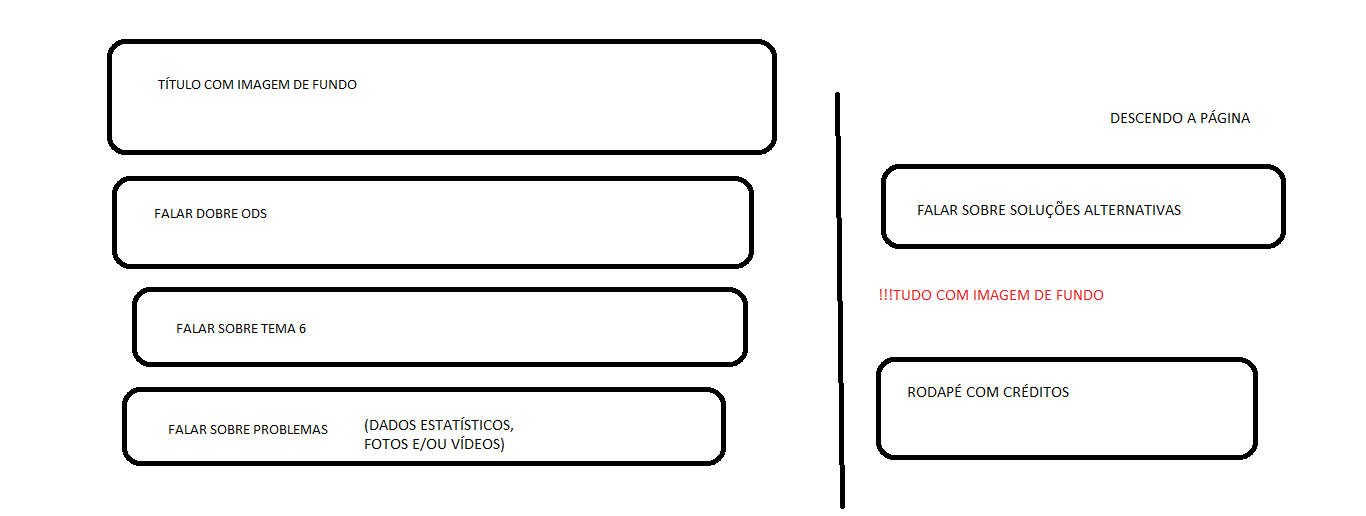 TÍTULO COM IMAGEM DE FUNDO
FALAR DOBRE ODS
FALAR SOBRE TEMA 6
FALAR SOBRE PROBLEMAS
(DADOS ESTATÍSTICOS,
FOTOS E/OU VÍDEOS)
DESCENDO A PÁGINA
FALAR SOBRE SOLUÇÕES ALTERNATIVAS
!!!TUDO COM IMAGEM DE FUNDO
RODAPÉ COM CRÉDITOS